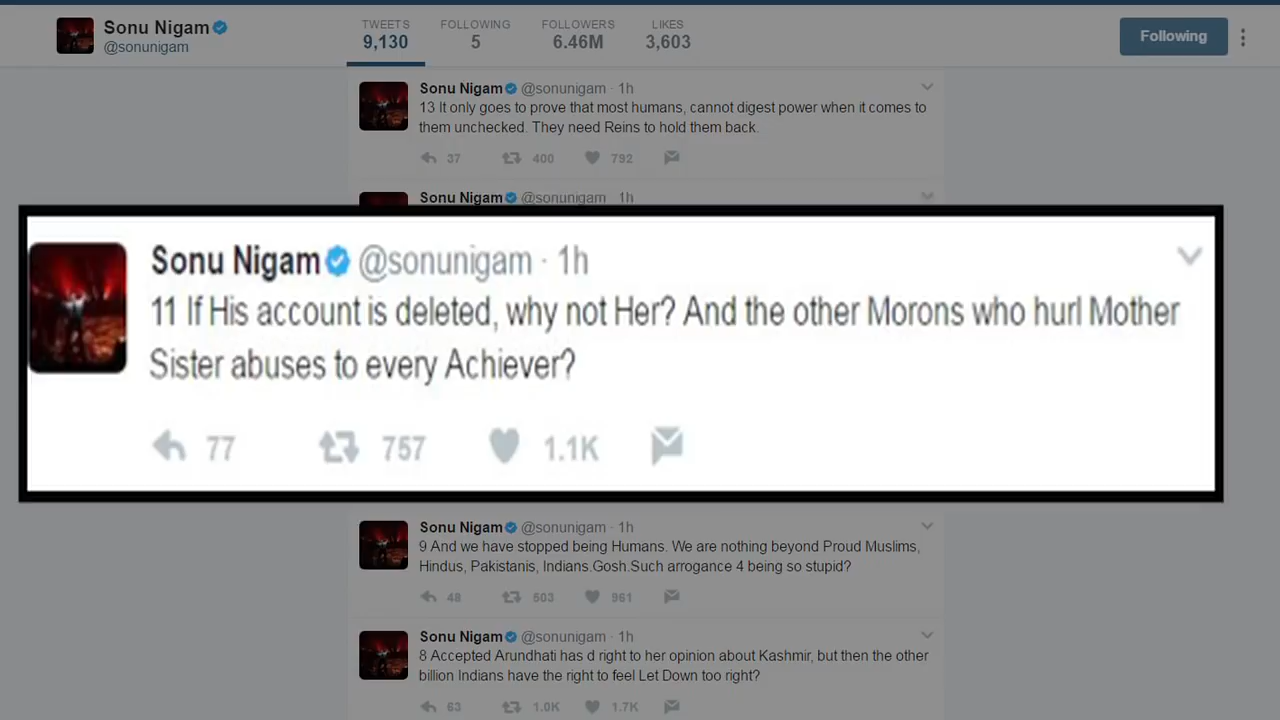 Sonu Nigam
@sonunigam
TWEETS
9,130
FOLLOWING
5
FOLLOWERS
6.46M
LIKES
3,603
Following
Sonu Nigam @sonunigam · 1h
13 It only goes to prove that most humans, cannot digest power when it comes to
them unchecked. They need Reins to hold them back.
37 400 792
Sonu Nigam @sonunigam · 1h
Sonu Nigam @sonunigam · 1h
11 If His account is deleted, why not Her? And the other Morons who hurl Mother
Sister abuses to every Achiever?
77 757 1.1K
Sonu Nigam @sonunigam · 1h
9 And we have stopped being Humans. We are nothing beyond Proud Muslims,
Hindus, Pakistanis, Indians.Gosh.Such arrogance 4 being so stupid?
48 503 961
Sonu Nigam @sonunigam · 1h
8 Accepted Arundhati has d right to her opinion about Kashmir, but then the other
billion Indians have the right to feel Let Down too right?
63 1.0K 1.7K